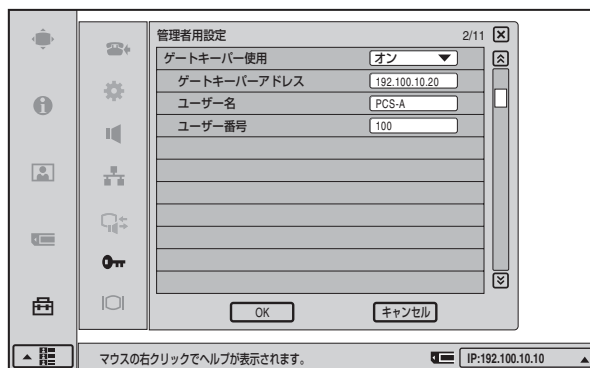 管理者用設定 2/11
ゲートキーパー使用 オン
ゲートキーパーアドレス 192.100.10.20
ユーザー名 PCS-A
ユーザー番号 100
OK キャンセル
マウスの右クリックでヘルプが表示されます。 IP:192.100.10.10